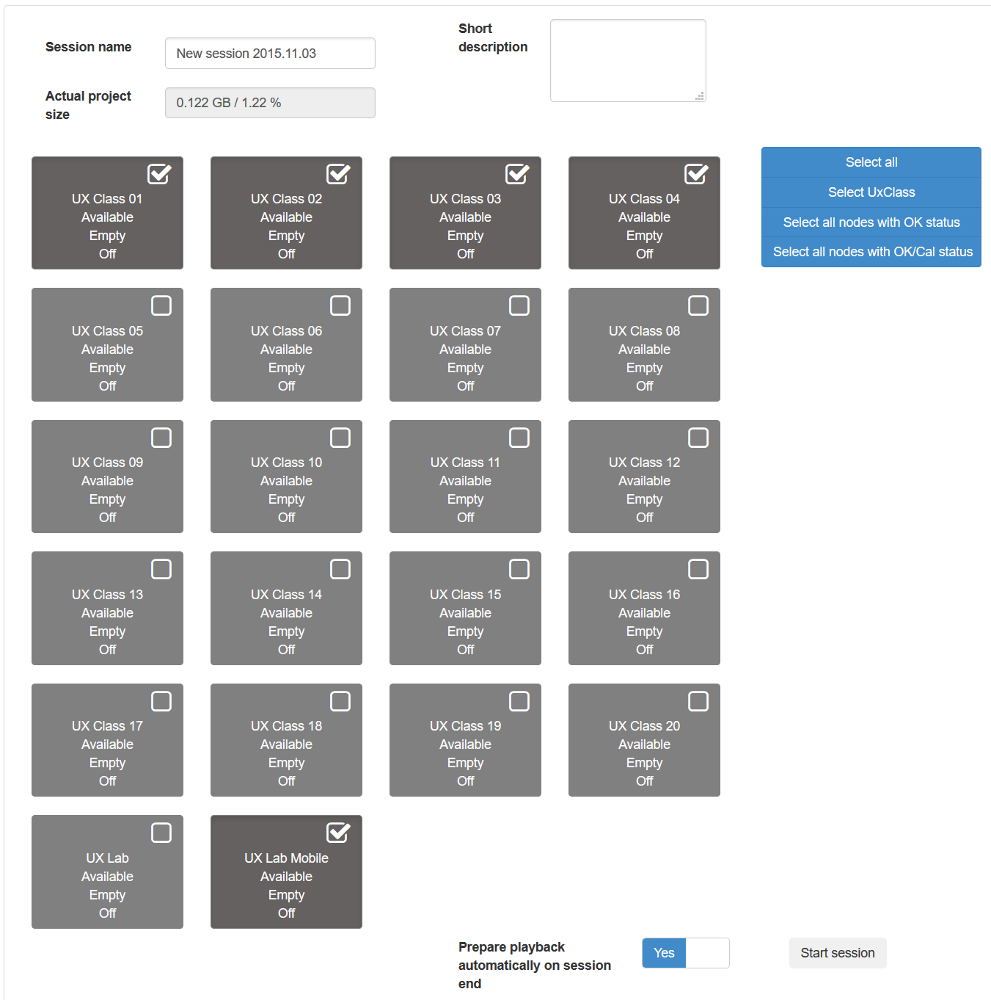 Session name
New session 2015.11.03
Short
description
Actual project
size
0.122 GB / 1.22 %
UX Class 01
Available
Empty
Off
UX Class 02
Available
Empty
Off
UX Class 03
Available
Empty
Off
UX Class 04
Available
Empty
Off
Select all
Select UxClass
Select all nodes with OK status
Select all nodes with OK/Cal status
UX Class 05
Available
Empty
Off
UX Class 06
Available
Empty
Off
UX Class 07
Available
Empty
Off
UX Class 08
Available
Empty
Off
UX Class 09
Available
Empty
Off
UX Class 10
Available
Empty
Off
UX Class 11
Available
Empty
Off
UX Class 12
Available
Empty
Off
UX Class 13
Available
Empty
Off
UX Class 14
Available
Empty
Off
UX Class 15
Available
Empty
Off
UX Class 16
Available
Empty
Off
UX Class 17
Available
Empty
Off
UX Class 18
Available
Empty
Off
UX Class 19
Available
Empty
Off
UX Class 20
Available
Empty
Off
UX Lab
Available
Empty
Off
UX Lab Mobile
Available
Empty
Off
Prepare playback
automatically on session
end
Yes
Start session